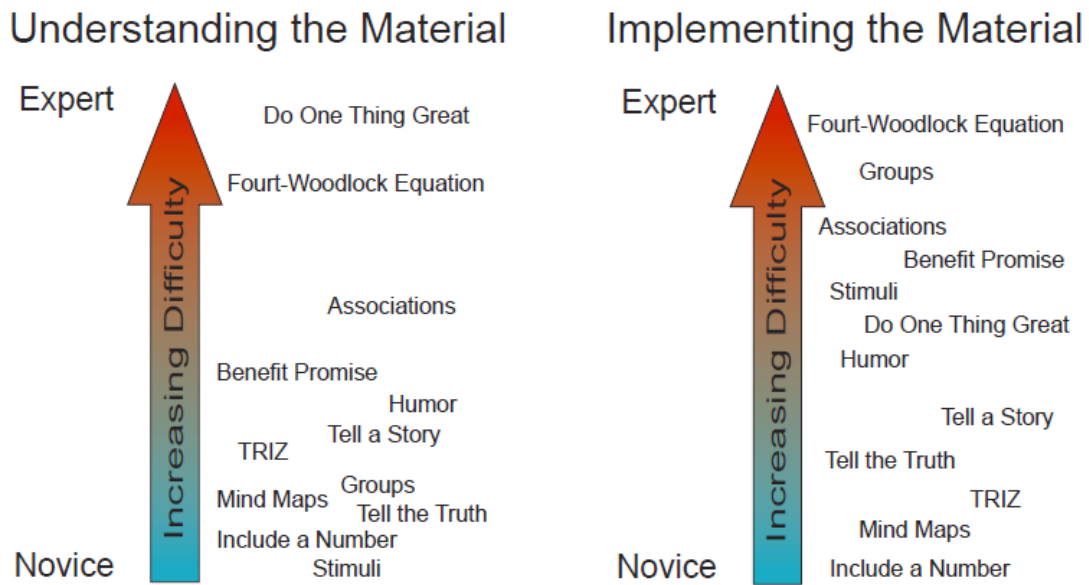 Understanding the Material
Expert
Do One Thing Great
Fourt-Woodlock Equation
Increasing Difficulty
Associations
Benefit Promise
Humor
Tell a Story
TRIZ
Groups
Mind Maps
Tell the Truth
Include a Number
Novice
Stimuli
Implementing the Material
Expert
Fourt-Woodlock Equation
Groups
Increasing Difficulty
Associations
Benefit Promise
Stimuli
Do One Thing Great
Humor
Tell a Story
Tell the Truth
TRIZ
Mind Maps
Novice
Include a Number